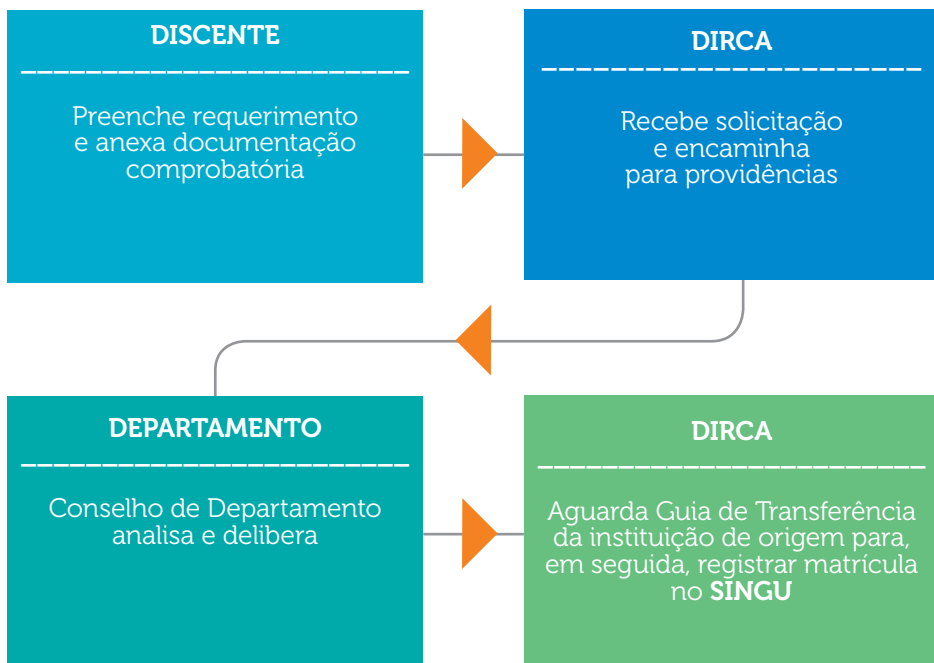 DISCENTE
Preenche requerimento
e anexa documentação
comprobatória
DIRCA
Recebe solicitação
e encaminha
para providências
DEPARTAMENTO
Conselho de Departamento
analisa e delibera
DIRCA
Aguarda Guia de Transferência
da instituição de origem para,
em seguida, registrar matrícula
no SINGU